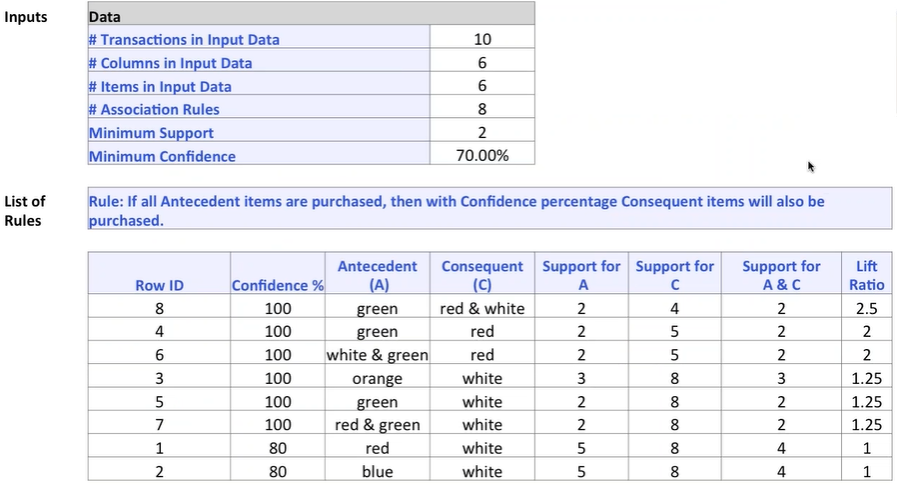 Inputs
Data
# Transactions in Input Data 10
# Columns in Input Data 6
# Items in Input Data 6
# Association Rules 8
Minimum Support 2
Minimum Confidence 70.00%
List of Rules
Rule: If all Antecedent items are purchased, then with Confidence percentage Consequent items will also be
purchased.
Row ID Confidence % Antecedent (A) Consequent (C) Support for A Support for C Support for A & C Lift Ratio
8 100 green red & white 2 4 2 2.5
4 100 green red 2 5 2 2
6 100 white & green red 2 5 2 2
3 100 orange white 3 8 3 1.25
5 100 green white 2 8 2 1.25
7 100 red & green white 2 8 2 1.25
1 80 red white 5 8 4 1
2 80 blue white 5 8 4 1